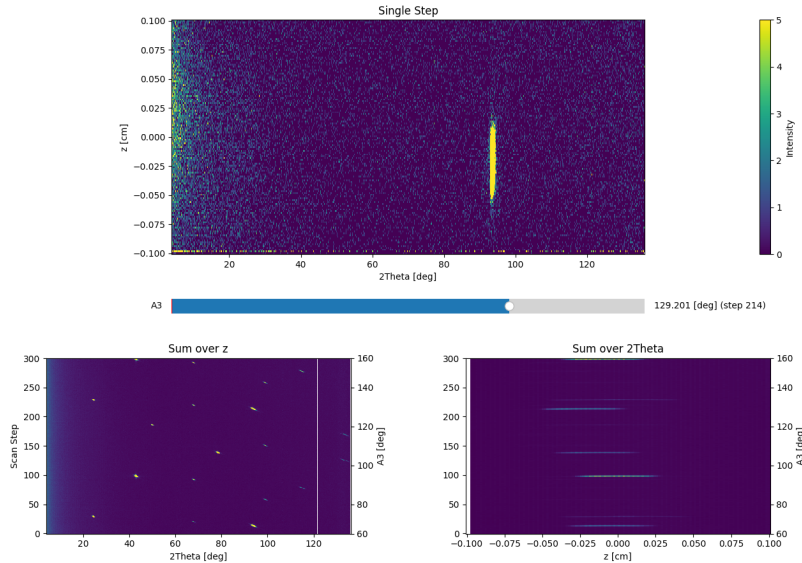 Single Step
0.100
0.075
0.050
0.025
0.000
-0.025
-0.050
-0.075
-0.100
z [cm]
20 40 60 80 100 120
2Theta [deg]
5
4
3
2
1
0
Intensity
A3 129.201 [deg] (step 214)
Sum over z
300
250
200
150
100
50
0
Scan Step
160
140
120
100
80
60
A3 [deg]
20 40 60 80 100 120
2Theta [deg]
Sum over 2Theta
300
250
200
150
100
50
0
160
140
120
100
80
60
A3 [deg]
-0.100 -0.075 -0.050 -0.025 0.000 0.025 0.050 0.075 0.100
z [cm]